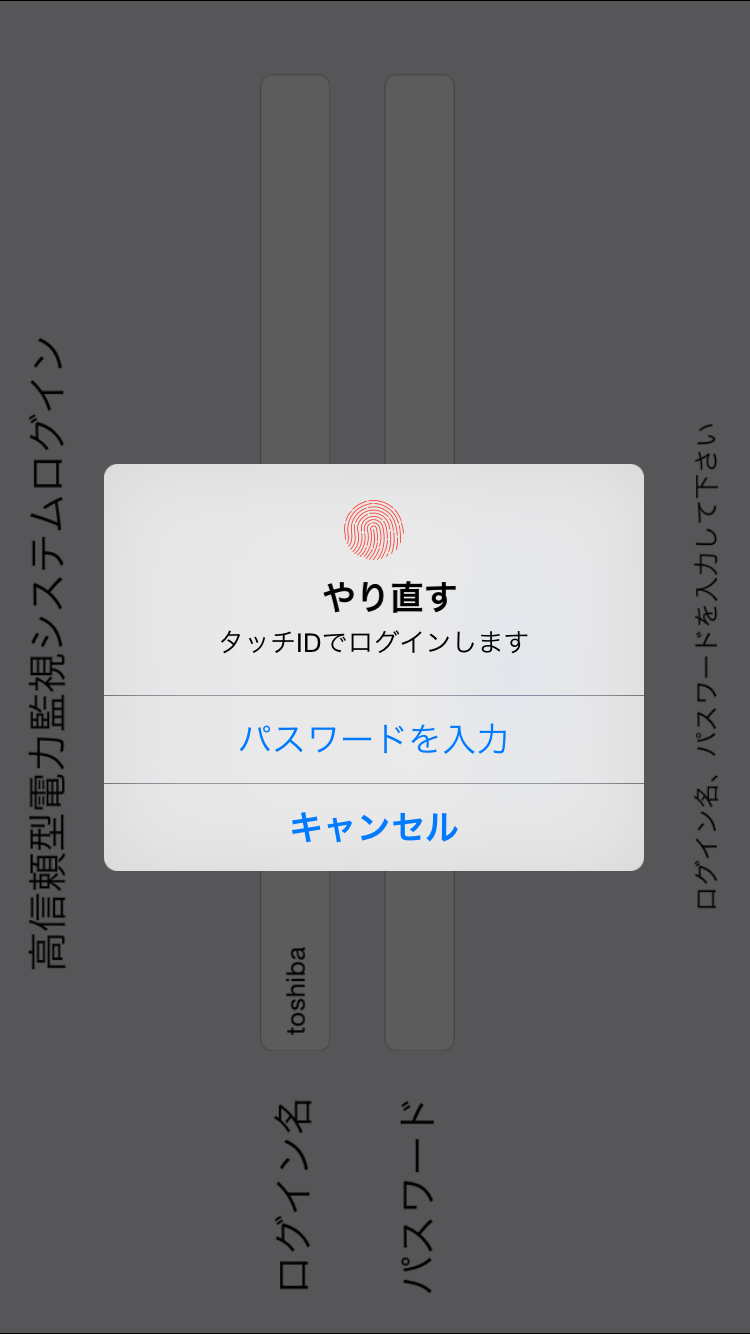 高信頼型電力監視システムログイン
ログイン名
toshiba
パスワード
ログイン名、パスワードを入力して下さい
やり直す
タッチIDでログインします
パスワードを入力
キャンセル